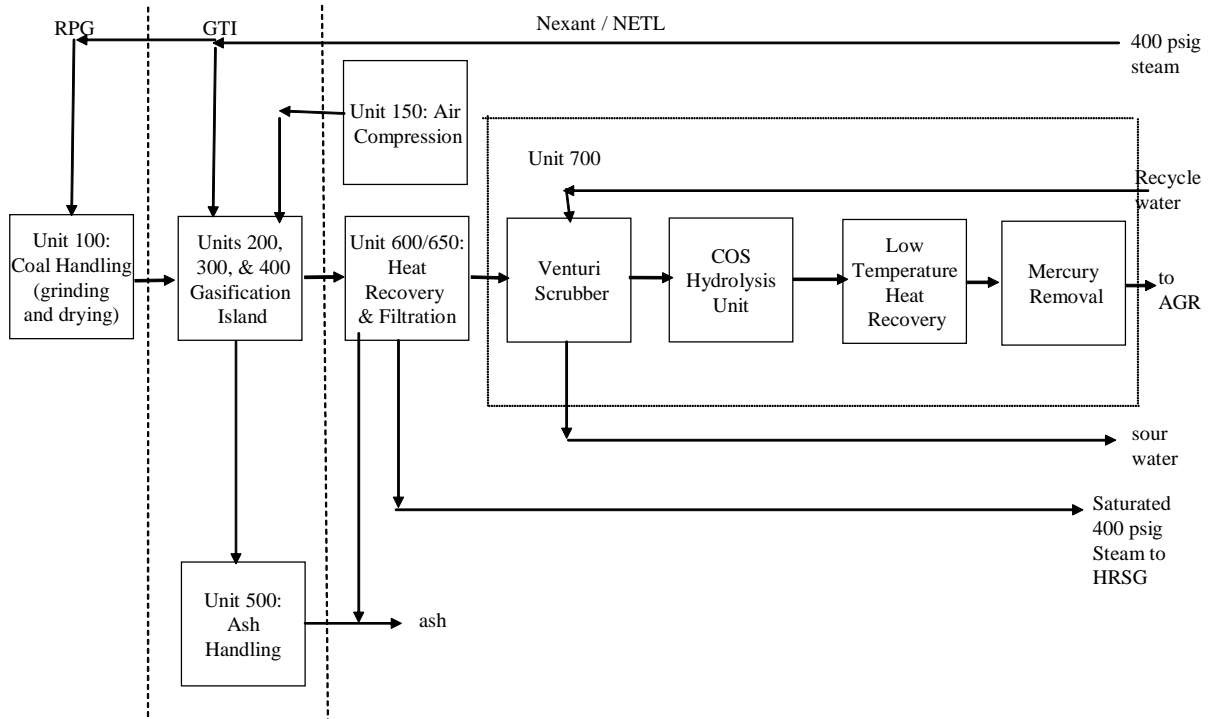 RPG
GTI
Nexant / NETL
400 psig
steam
Unit 150: Air
Compression
Unit 700
Recycle
water
Unit 100:
Coal Handling
(grinding
and drying)
Units 200,
300, & 400
Gasification
Island
Unit 600/650:
Heat
Recovery
& Filtration
Venturi
Scrubber
COS
Hydrolysis
Unit
Low
Temperature
Heat
Recovery
Mercury
Removal
to
AGR
sour
water
Saturated
400 psig
Steam to
HRSG
Unit 500:
Ash
Handling
ash